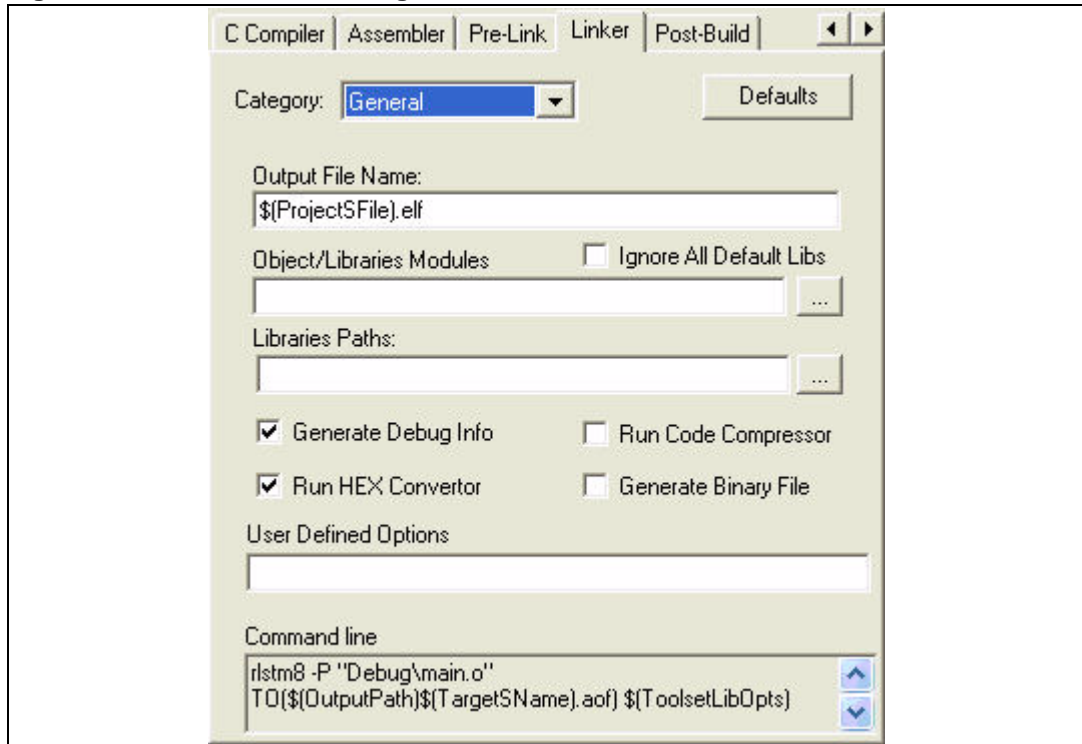 C Compiler Assembler Pre-Link Linker Post-Build
Category: General Defaults
Output File Name:
$(ProjectSFile).elf
Object/Libraries Modules Ignore All Default Libs
...
Libraries Paths:
...
Generate Debug Info Run Code Compressor
Run HEX Convertor Generate Binary File
User Defined Options
Command line
rlstm8 -P "Debug\main.o"
TO($(OutputPath)$(TargetSName).aof) $(ToolsetLibOpts)